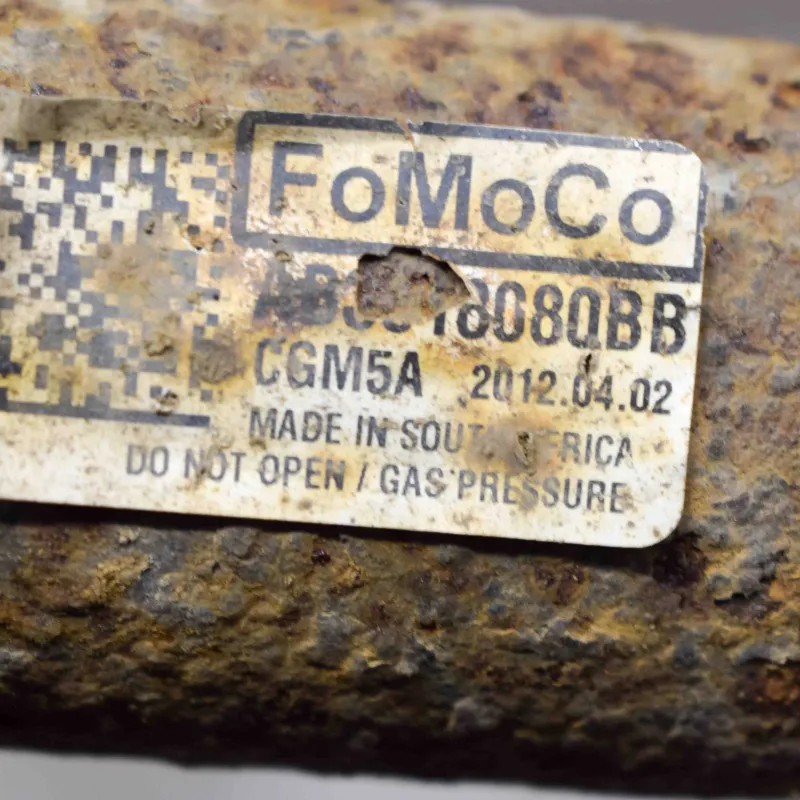 FoMoCo
CGM5A 2012.04.02
MADE IN
DO NOT OPEN / GAS PRESSURE